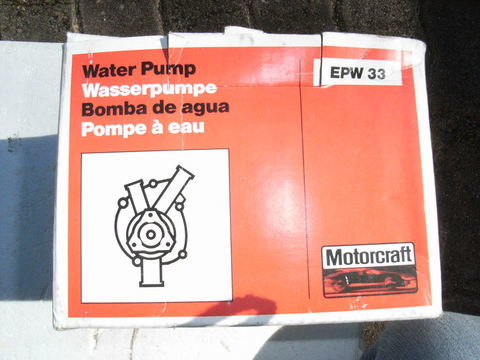 Water Pump
Wasserpumpe
Bomba de agua
Pompe à eau
EPW 33
Motorcraft